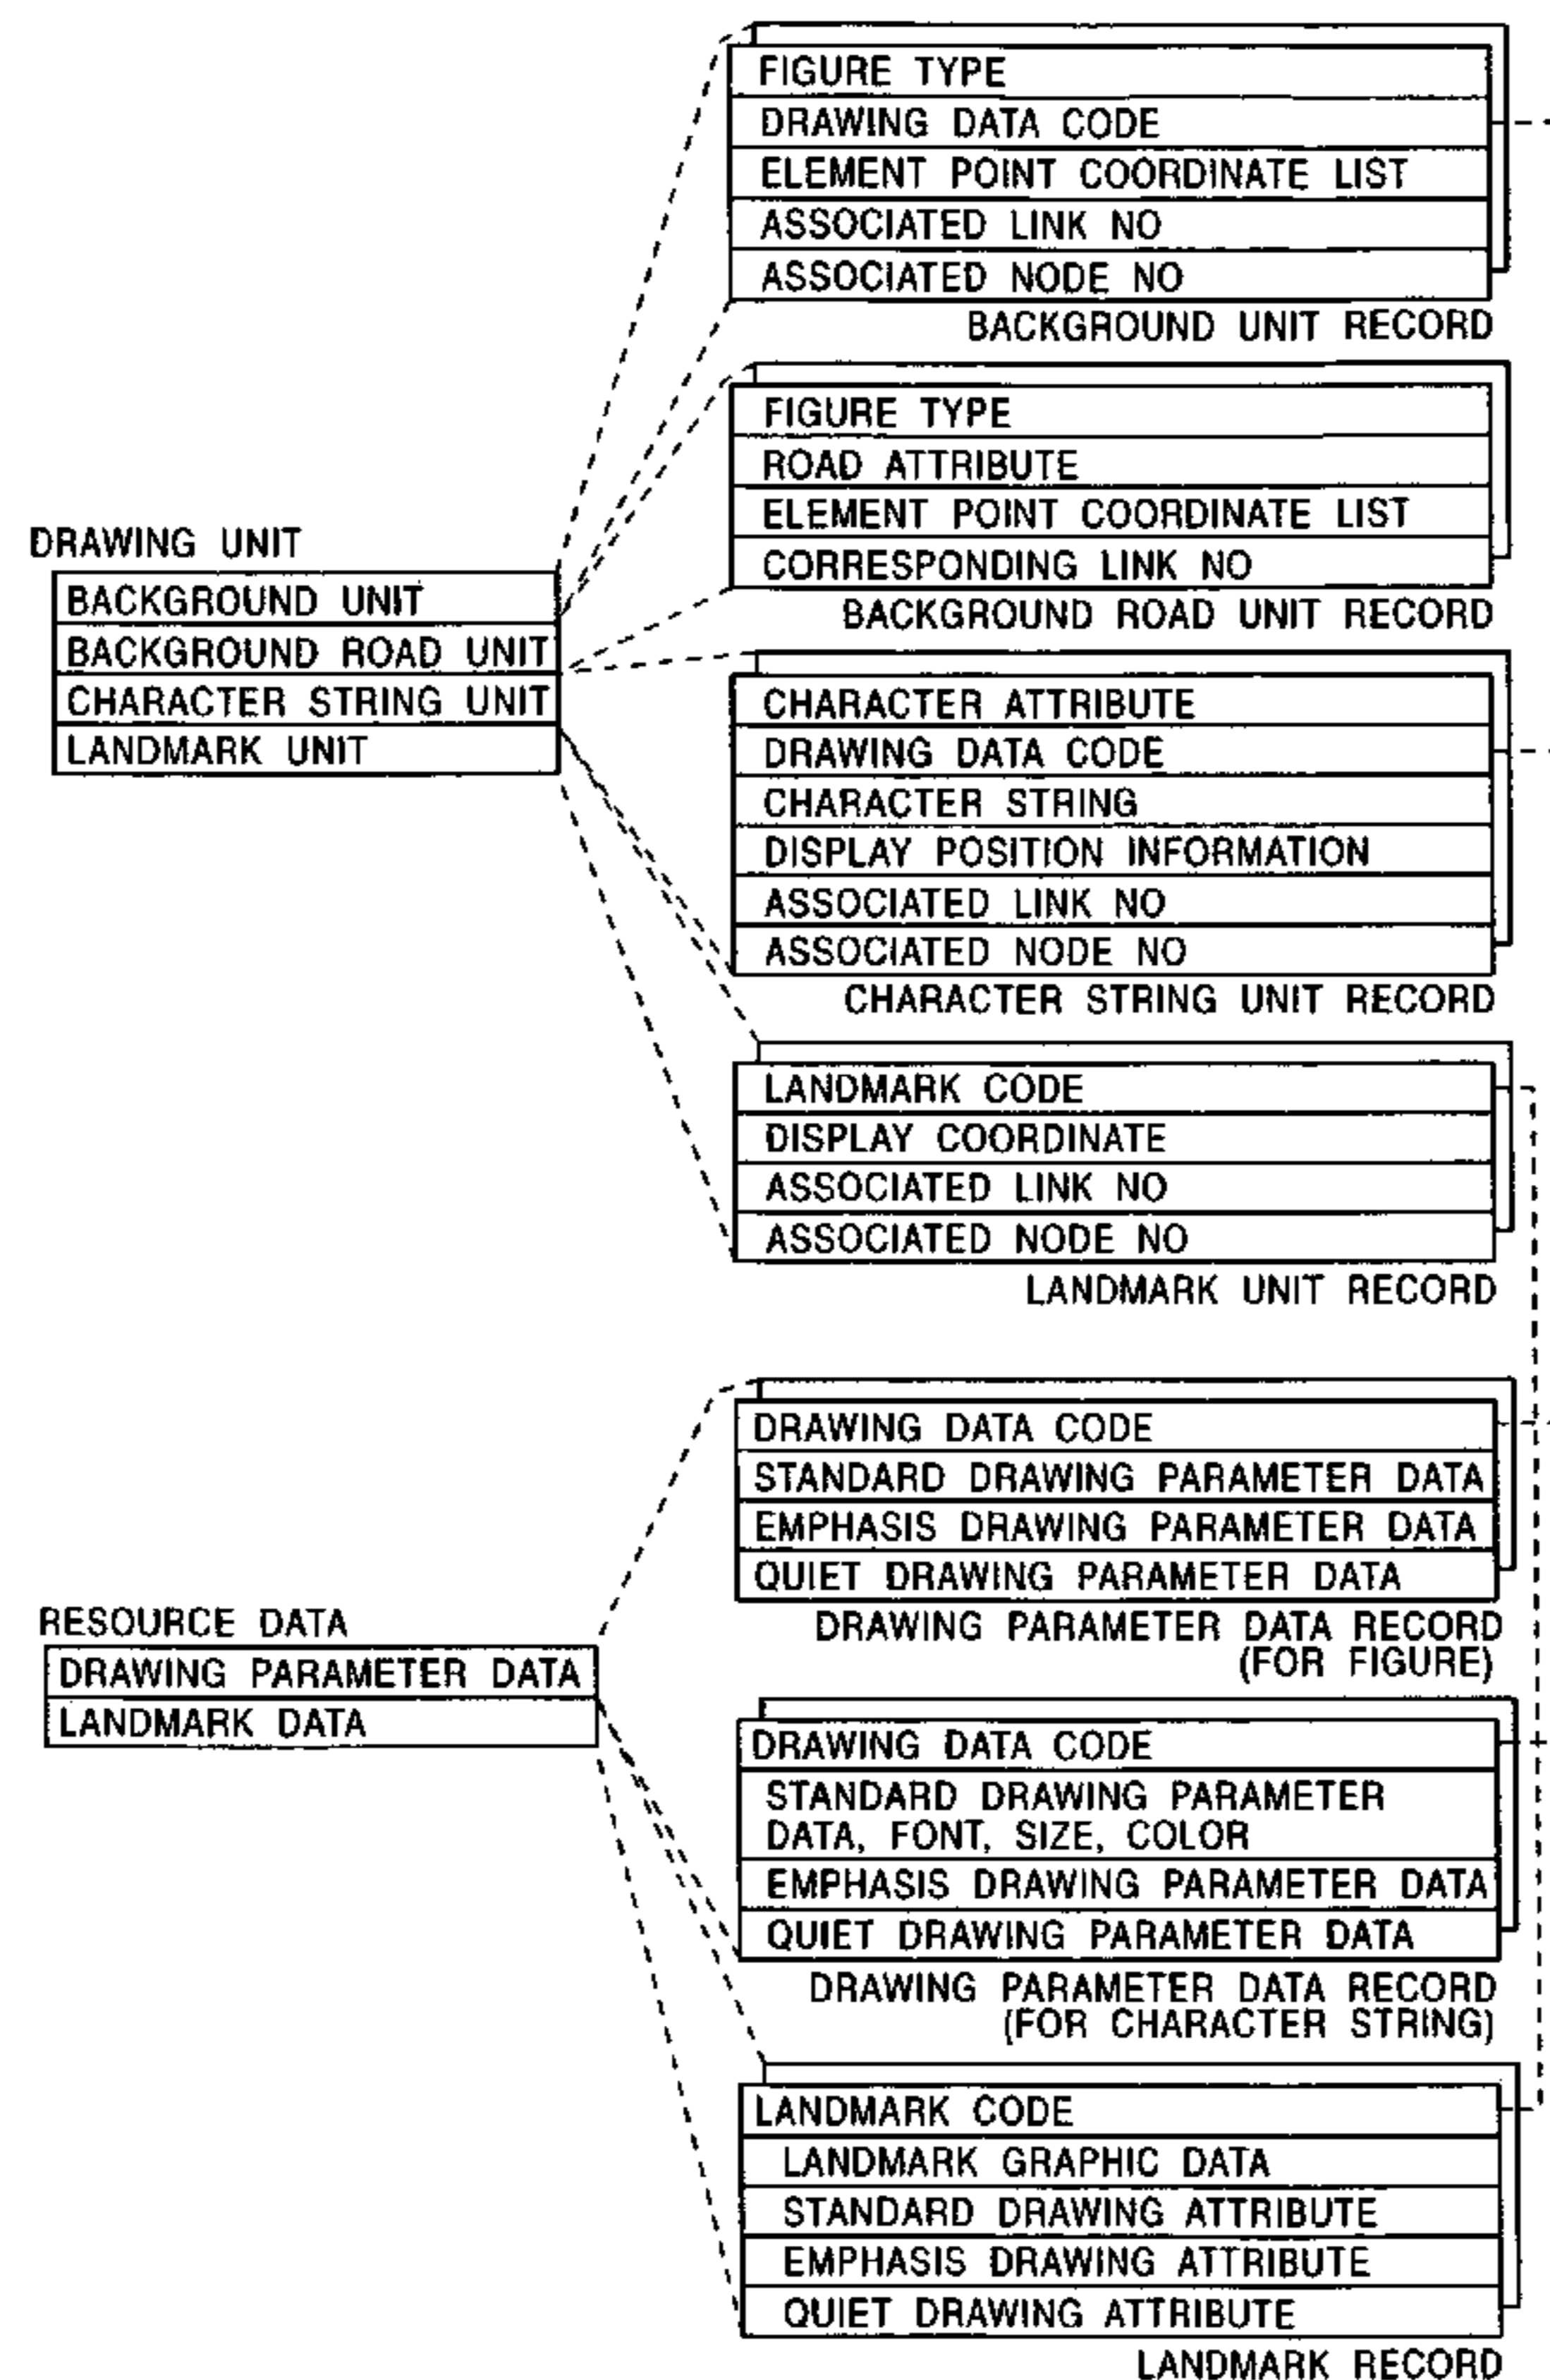 FIGURE TYPE
DRAWING DATA CODE
ELEMENT POINT COORDINATE LIST
ASSOCIATED LINK NO
ASSOCIATED NODE NO
BACKGROUND UNIT RECORD
FIGURE TYPE
ROAD ATTRIBUTE
ELEMENT POINT COORDINATE LIST
CORRESPONDING LINK NO
BACKGROUND ROAD UNIT RECORD
DRAWING UNIT
BACKGROUND UNIT
BACKGROUND ROAD UNIT
CHARACTER STRING UNIT
LANDMARK UNIT
CHARACTER ATTRIBUTE
DRAWING DATA CODE
CHARACTER STRING
DISPLAY POSITION INFORMATION
ASSOCIATED LINK NO
ASSOCIATED NODE NO
CHARACTER STRING UNIT RECORD
LANDMARK CODE
DISPLAY COORDINATE
ASSOCIATED LINK NO
ASSOCIATED NODE NO
LANDMARK UNIT RECORD
DRAWING DATA CODE
STANDARD DRAWING PARAMETER DATA
EMPHASIS DRAWING PARAMETER DATA
QUIET DRAWING PARAMETER DATA
DRAWING PARAMETER DATA RECORD
(FOR FIGURE)
RESOURCE DATA
DRAWING PARAMETER DATA
LANDMARK DATA
DRAWING DATA CODE
STANDARD DRAWING PARAMETER
DATA, FONT, SIZE, COLOR
EMPHASIS DRAWING PARAMETER DATA
QUIET DRAWING PARAMETER DATA
DRAWING PARAMETER DATA RECORD
(FOR CHARACTER STRING)
LANDMARK CODE
LANDMARK GRAPHIC DATA
STANDARD DRAWING ATTRIBUTE
EMPHASIS DRAWING ATTRIBUTE
QUIET DRAWING ATTRIBUTE
LANDMARK RECORD